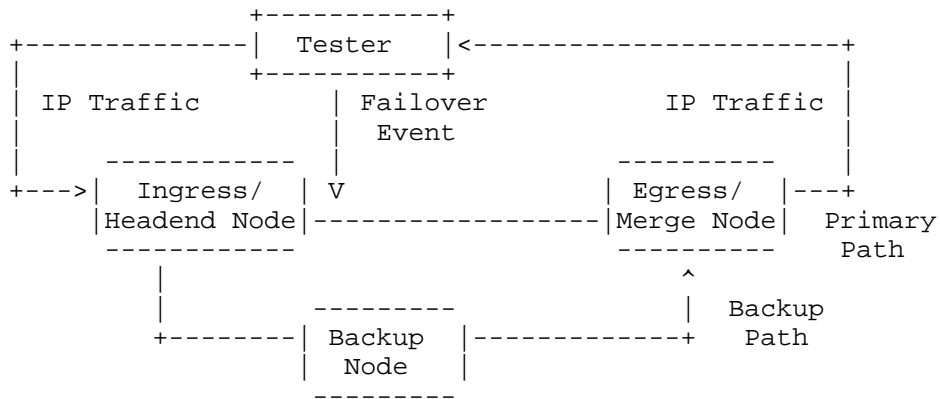 Tester
IP Traffic Failover IP Traffic
Event
Ingress/ V Egress/
Headend Node Merge Node Primary
Path
Backup
Backup Path
Node